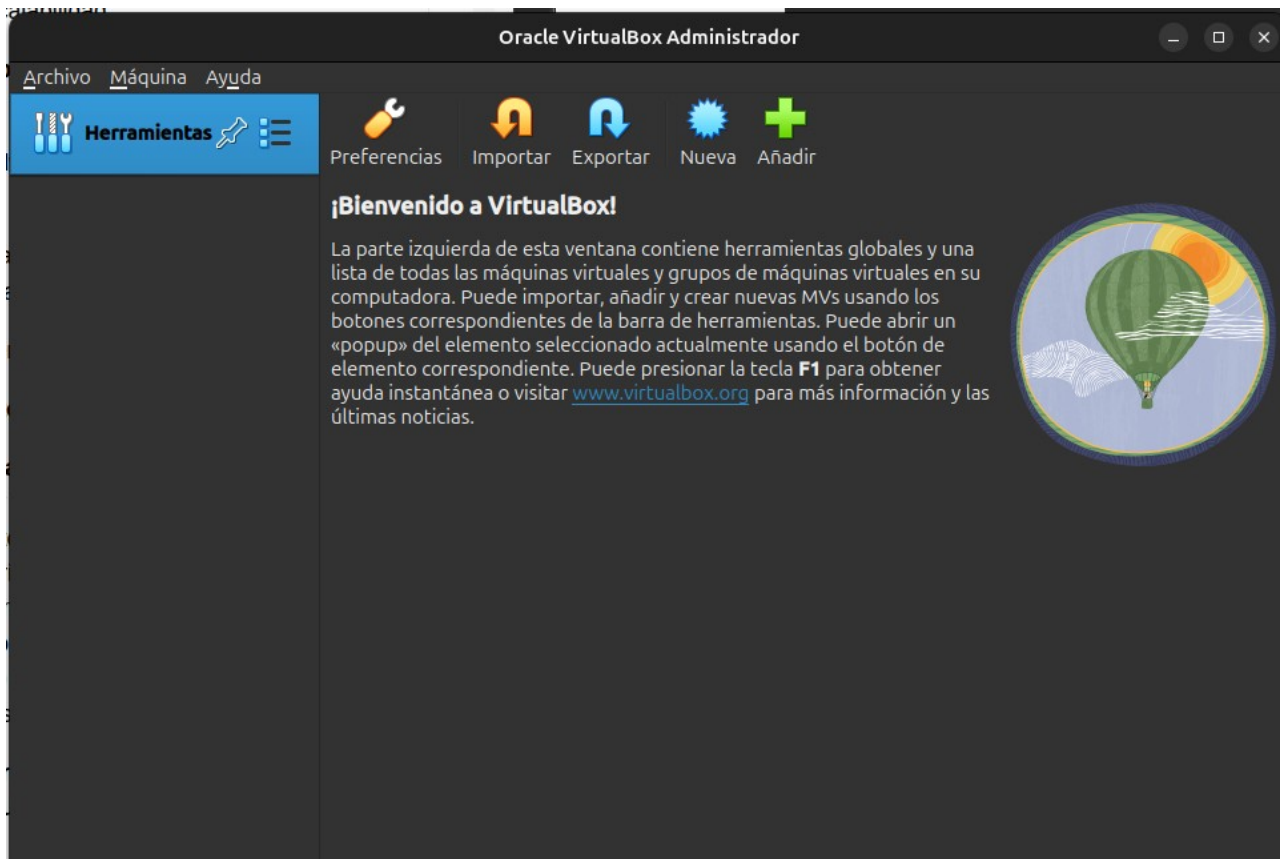 Oracle VirtualBox Administrador
Archivo Máquina Ayuda
Herramientas
Preferencias Importar Exportar Nueva Añadir
¡Bienvenido a VirtualBox!
La parte izquierda de esta ventana contiene herramientas globales y una
lista de todas las máquinas virtuales y grupos de máquinas virtuales en su
computadora. Puede importar, añadir y crear nuevas MVs usando los
botones correspondientes de la barra de herramientas. Puede abrir un
«popup» del elemento seleccionado actualmente usando el botón de
elemento correspondiente. Puede presionar la tecla F1 para obtener
ayuda instantánea o visitar www.virtualbox.org para más información y las
últimas noticias.